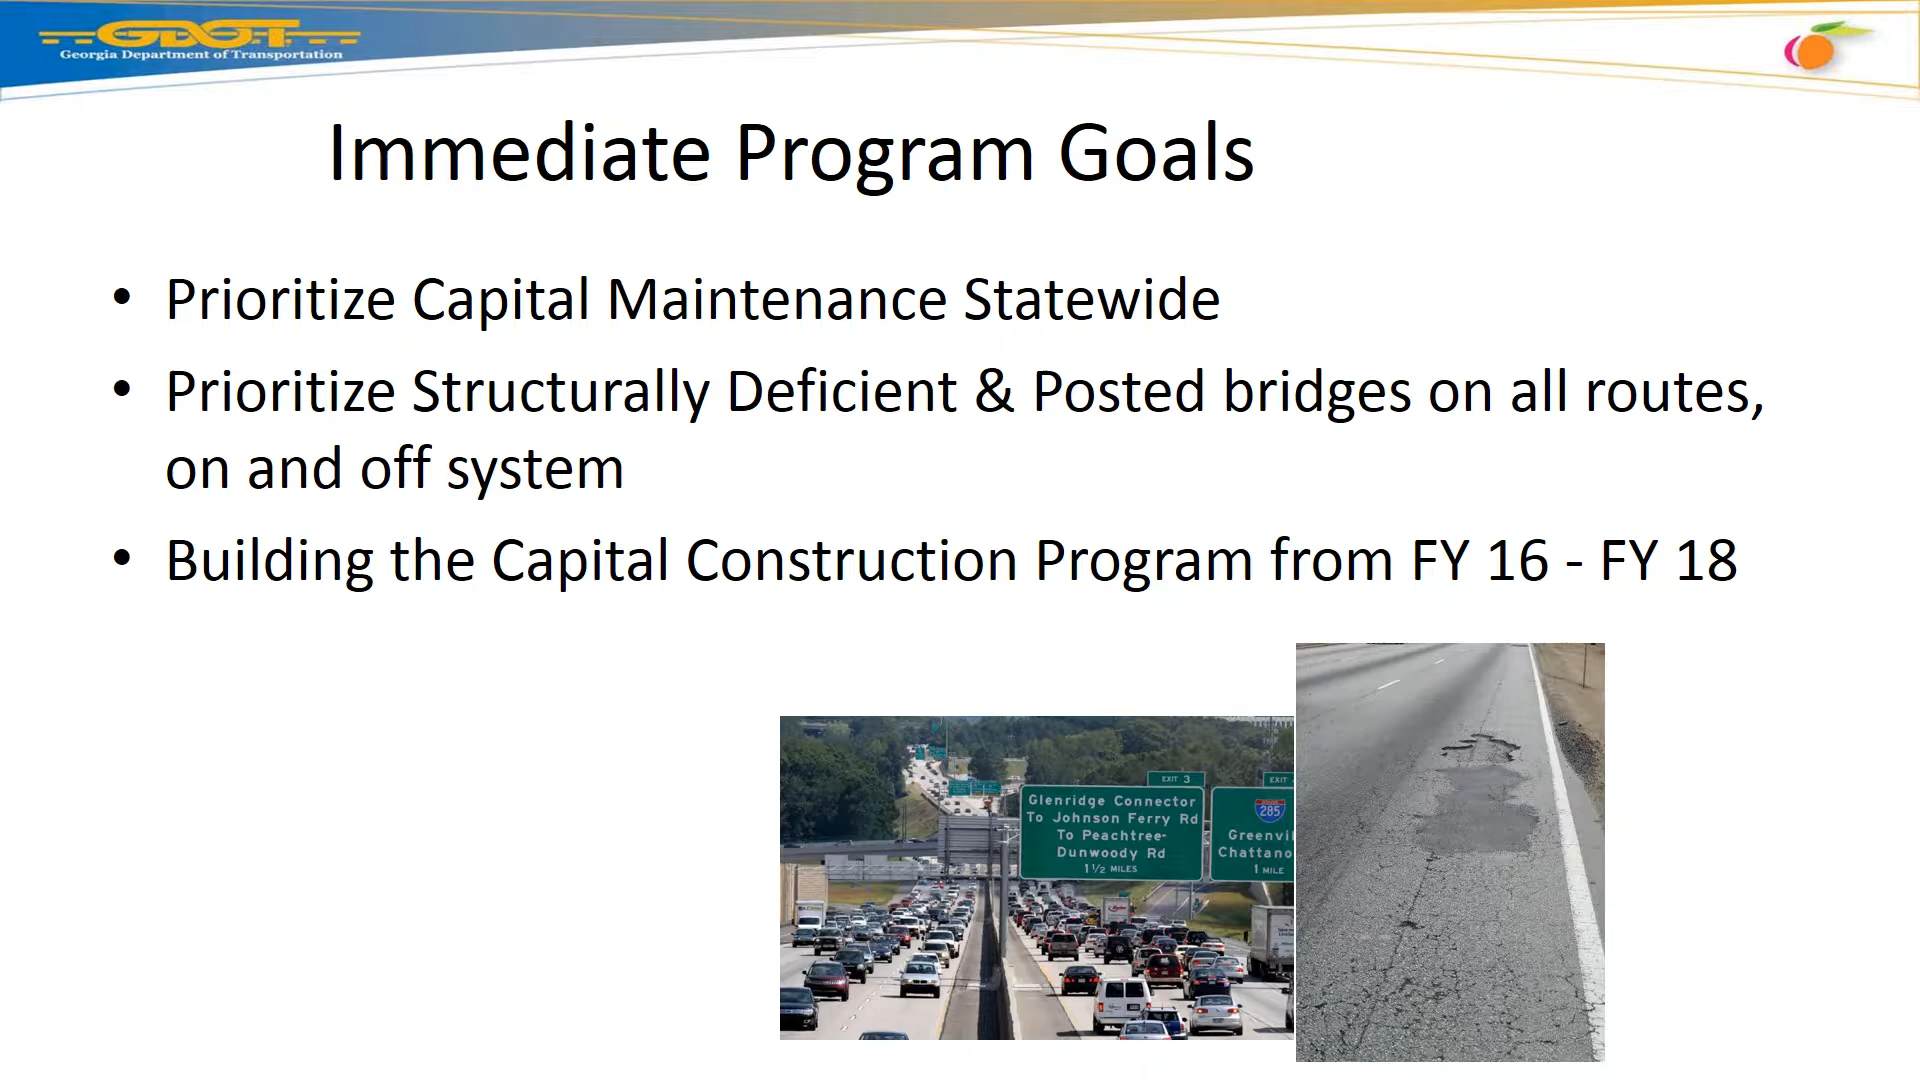 GDOT
Georgia Department of Transportation
Immediate Program Goals
• Prioritize Capital Maintenance Statewide
• Prioritize Structurally Deficient & Posted bridges on all routes,
on and off system
• Building the Capital Construction Program from FY 16 - FY 18
EXIT 3
Glenridge Connector
To Johnson Ferry Rd
To Peachtree-
Dunwoody Rd
1 1/2 MILES
EXIT
285
Greenvil
Chattano
1 MILE